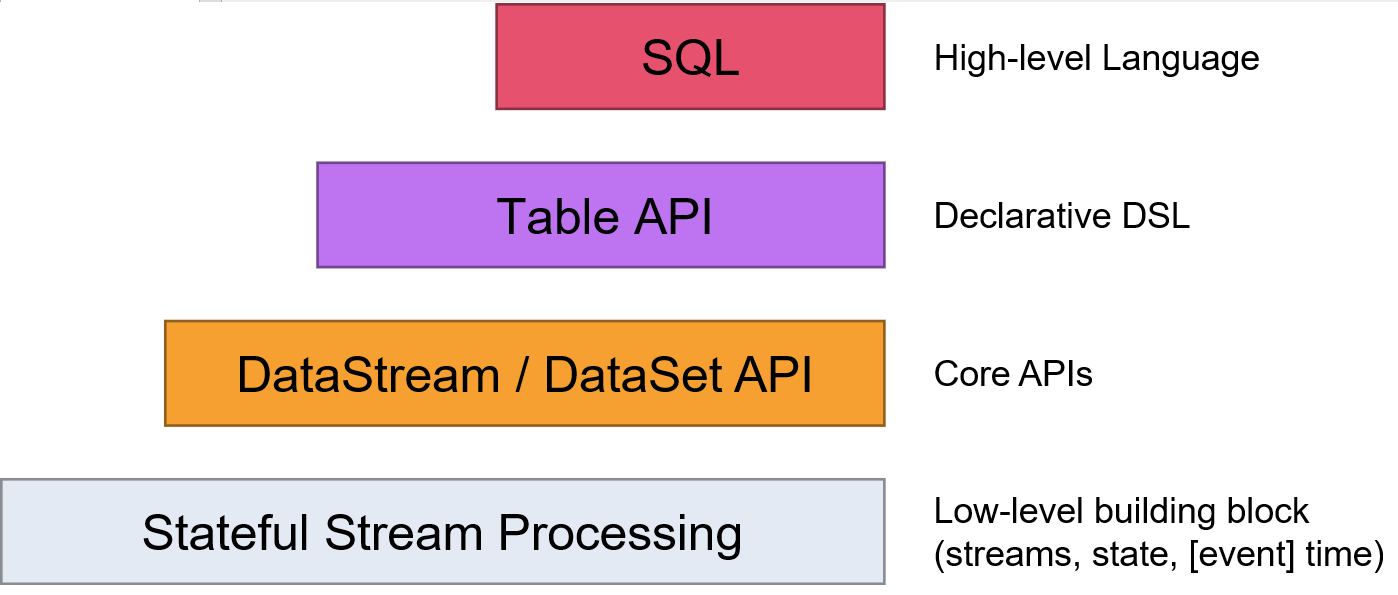 SQL
High-level Language
Table API
Declarative DSL
DataStream / DataSet API
Core APIs
Stateful Stream Processing
Low-level building block
(streams, state, [event] time)